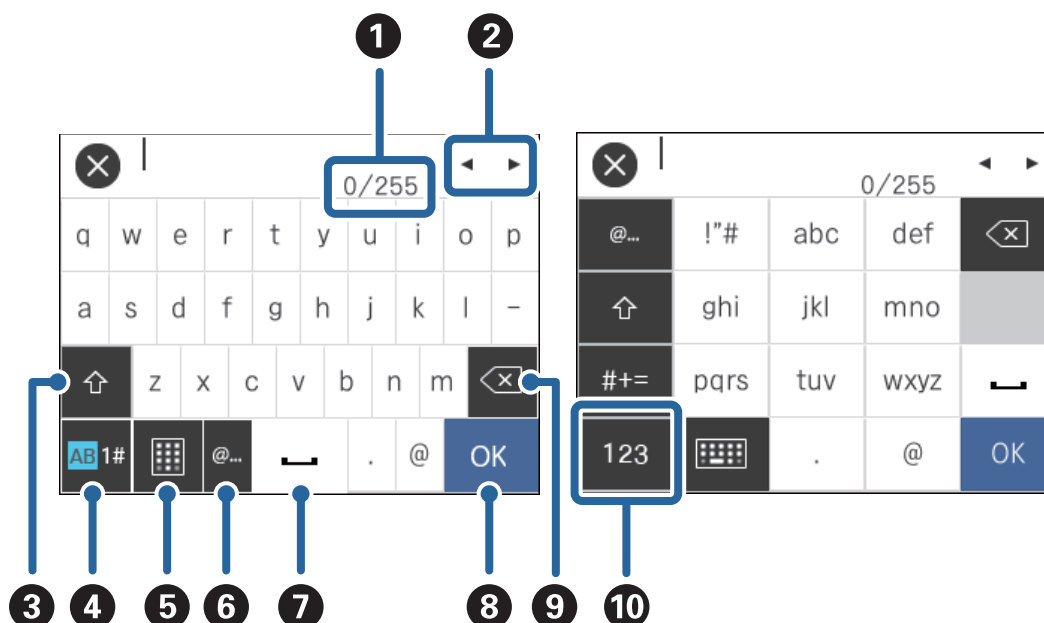 1 2
0/255 ◄ ►
q w e r t y u i o p
a s d f g h j k l -
z x c v b n m
AB 1# @... . @ OK
0/255 ◄ ►
@... !"# abc def
ghi jkl mno
#+= pqrs tuv wxyz
123 . @ OK
3 4 5 6 7 8 9 10